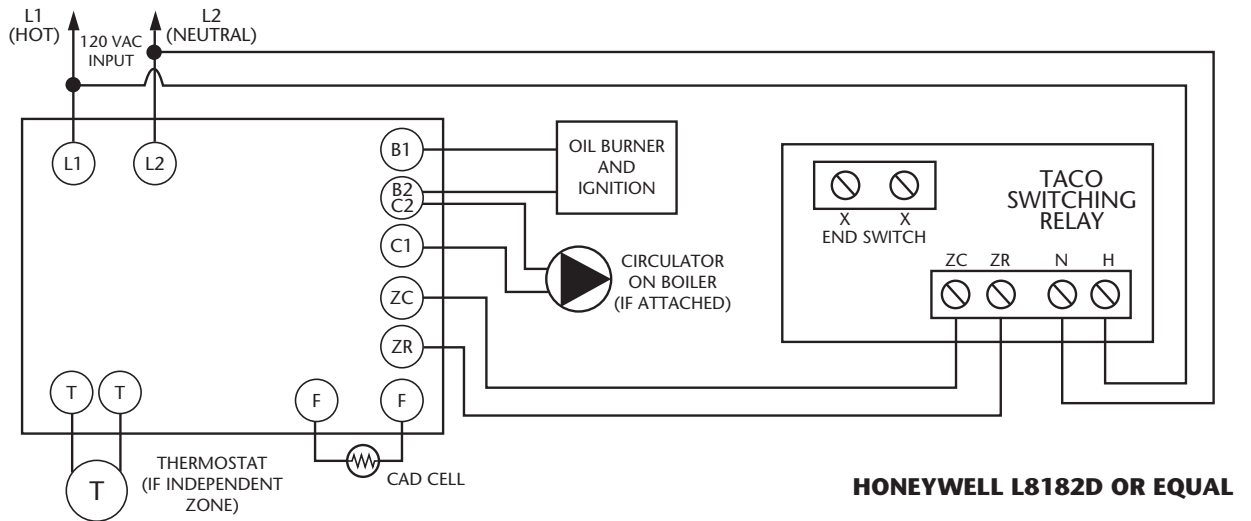 L1
(HOT)
120 VAC
INPUT
L2
(NEUTRAL)
L1
L2
B1
B2
C2
C1
ZC
ZR
OIL BURNER
AND
IGNITION
CIRCULATOR
ON BOILER
(IF ATTACHED)
X
X
END SWITCH
TACO
SWITCHING
RELAY
ZC
ZR
N
H
T
T
F
F
T
THERMOSTAT
(IF INDEPENDENT
ZONE)
CAD CELL
HONEYWELL L8182D OR EQUAL